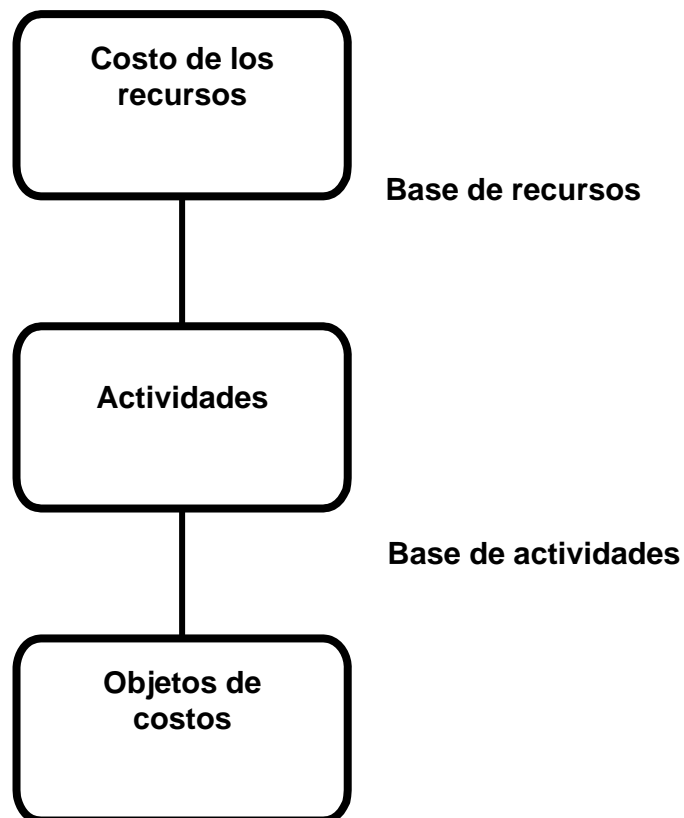 Costo de los
recursos
Base de recursos
Actividades
Base de actividades
Objetos de
costos